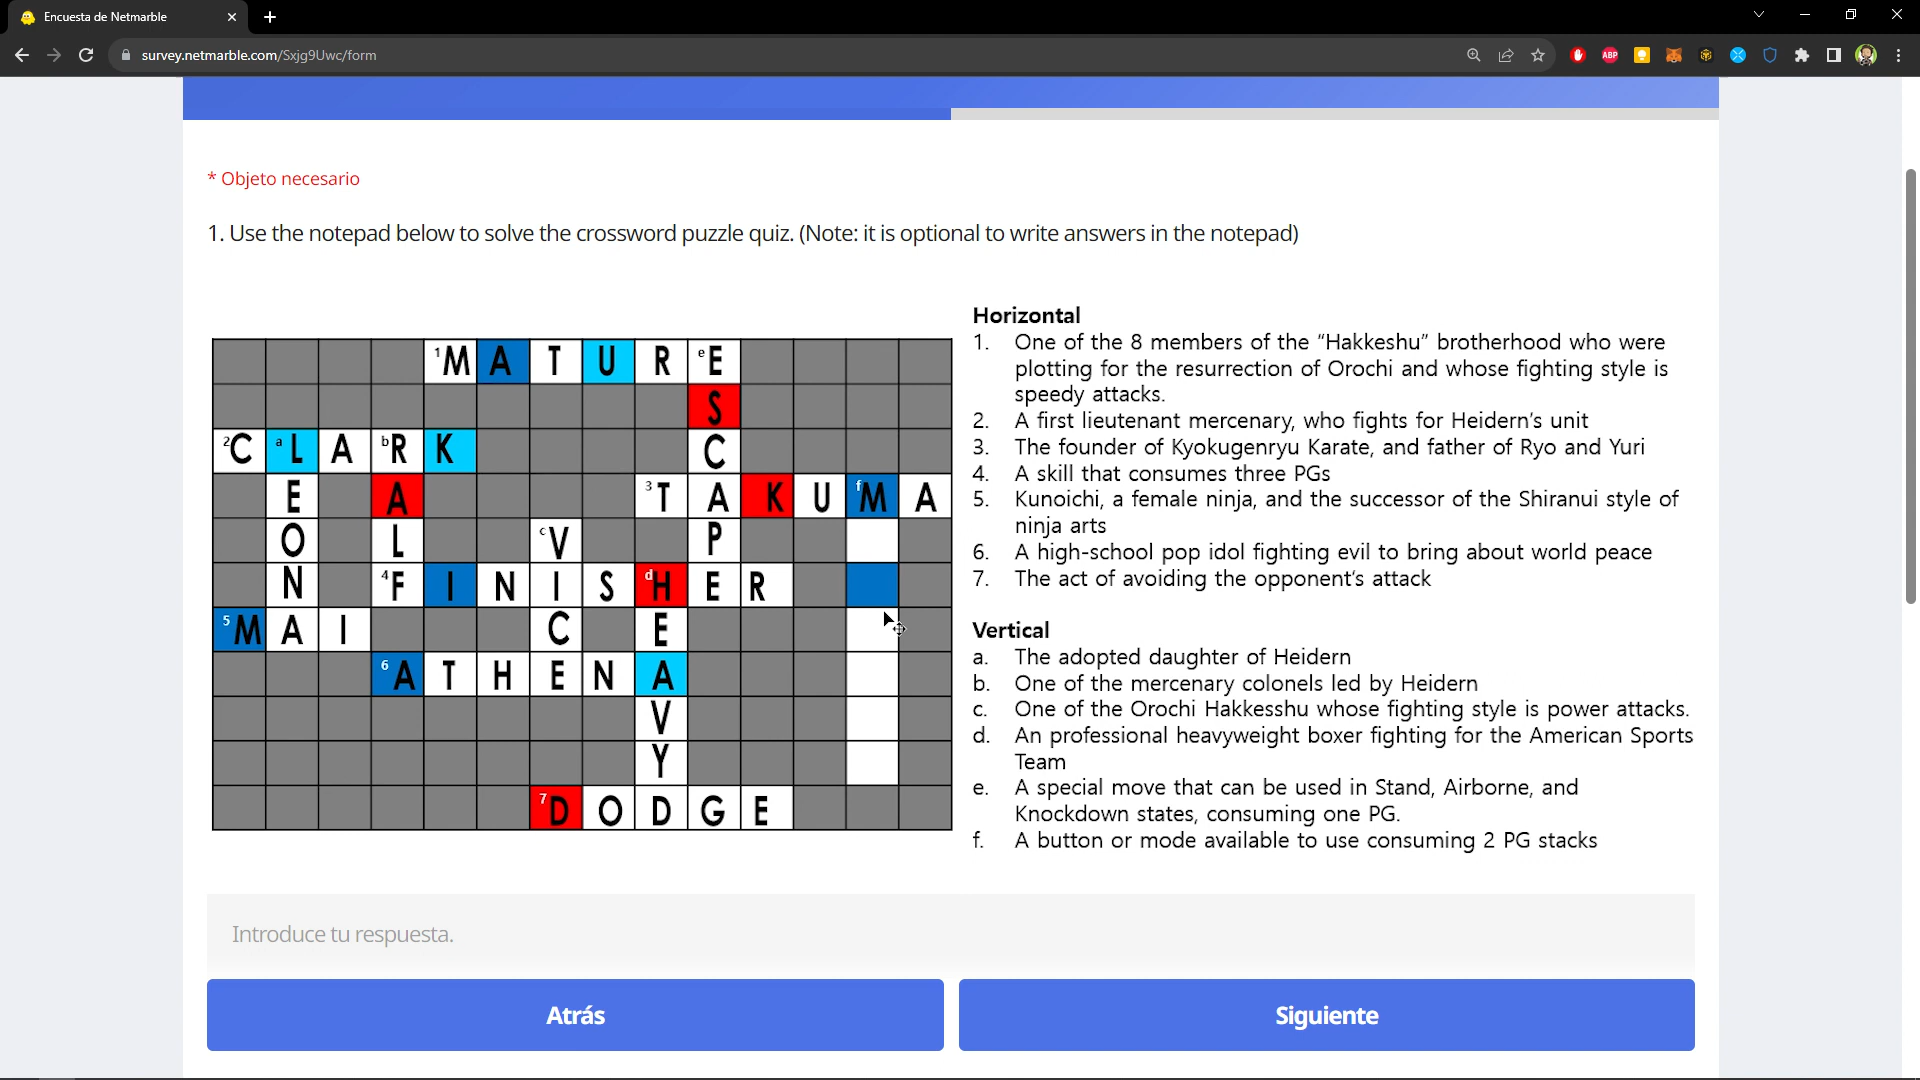 Encuesta de Netmarble
survey.netmarble.com/Sxjg9Uwc/form
ABP
* Objeto necesario
1. Use the notepad below to solve the crossword puzzle quiz. (Note: it is optional to write answers in the notepad)
1 M A T U R e E
S
2 C a L A b R K C
E A 3 T A K U f M A
O L c V P
N 4 F I N I S d H E R
5 M A I C E
6 A T H E N A
V
Y
7 D O D G E
Horizontal
1. One of the 8 members of the “Hakkeshu” brotherhood who were
plotting for the resurrection of Orochi and whose fighting style is
speedy attacks.
2. A first lieutenant mercenary, who fights for Heidern’s unit
3. The founder of Kyokugenryu Karate, and father of Ryo and Yuri
4. A skill that consumes three PGs
5. Kunoichi, a female ninja, and the successor of the Shiranui style of
ninja arts
6. A high-school pop idol fighting evil to bring about world peace
7. The act of avoiding the opponent’s attack
Vertical
a. The adopted daughter of Heidern
b. One of the mercenary colonels led by Heidern
c. One of the Orochi Hakkesshu whose fighting style is power attacks.
d. An professional heavyweight boxer fighting for the American Sports
Team
e. A special move that can be used in Stand, Airborne, and
Knockdown states, consuming one PG.
f. A button or mode available to use consuming 2 PG stacks
Introduce tu respuesta.
Atrás
Siguiente